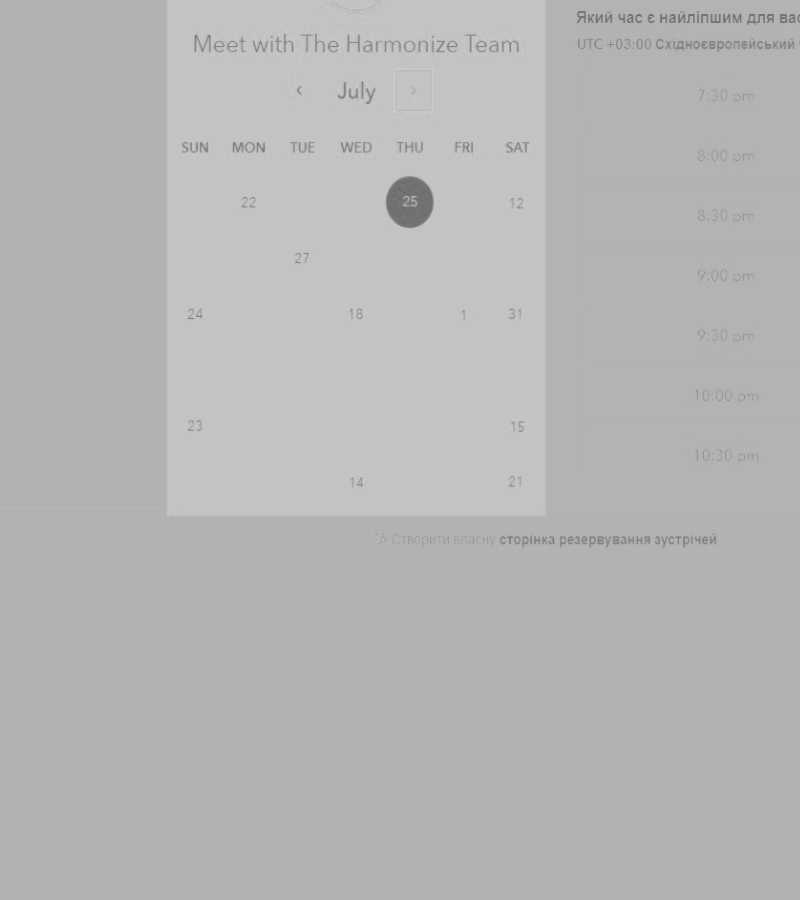 Meet with The Harmonize Team
July
SUN MON TUE WED THU FRI SAT
22 25 12
27
24 18 1 31
23 15
14 21
Який час є найліпшим для вас
UTC +03:00 Східноєвропейський
7:30 pm
8:00 pm
8:30 pm
9:00 pm
9:30 pm
10:00 pm
10:30 pm
Створити власну сторінка резервування зустрічей